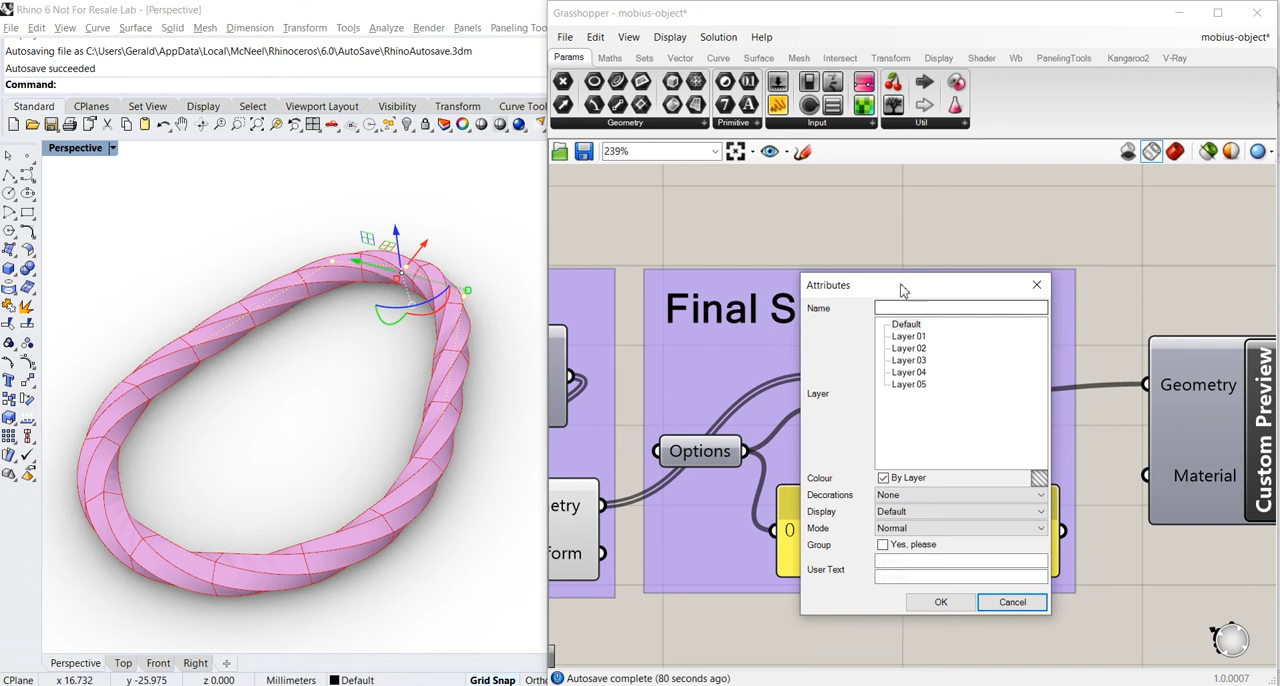 Rhino 6 Not For Resale Lab - [Perspective]
File Edit View Curve Surface Solid Mesh Dimension Transform Tools Analyze Render Panels Paneling Too
Autosaving file as C:\Users\Gerald\AppData\Local\McNeel\Rhinoceros\6.0\AutoSave\RhinoAutosave.3dm
Autosave succeeded
Command:
Standard CPlanes Set View Display Select Viewport Layout Visibility Transform Curve Tool
Perspective
Perspective Top Front Right
CPlane x 16.732 y -25.975 z 0.000 Millimeters Default Grid Snap Ortho
Grasshopper - mobius-object*
File Edit View Display Solution Help mobius-object*
Params Maths Sets Vector Curve Surface Mesh Intersect Transform Display Shader Wb PanelingTools Kangaroo2 V-Ray
Geometry Primitive Input Util
239%
Final S
etry
form
Options
0
Geometry
Material
Custom Preview
Attributes
Name
Default
Layer 01
Layer 02
Layer 03
Layer 04
Layer 05
Layer
Colour By Layer
Decorations None
Display Default
Mode Normal
Group Yes, please
User Text
OK Cancel
Autosave complete (80 seconds ago) 1.0.0007